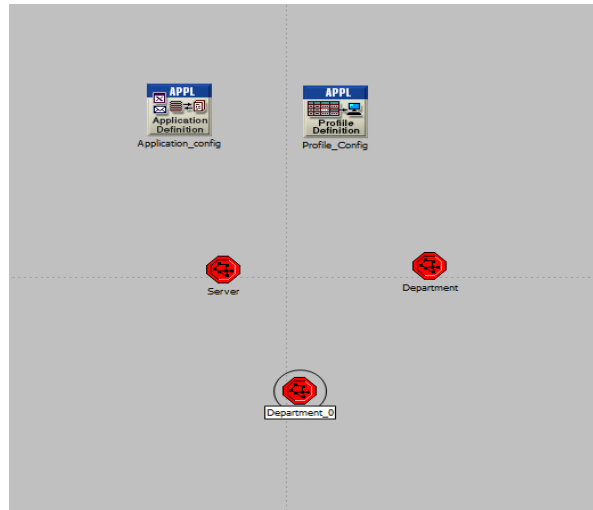 APPL
Application
Definition
Application_config
APPL
Profile
Definition
Profile_Config
Server
Department
Department_0